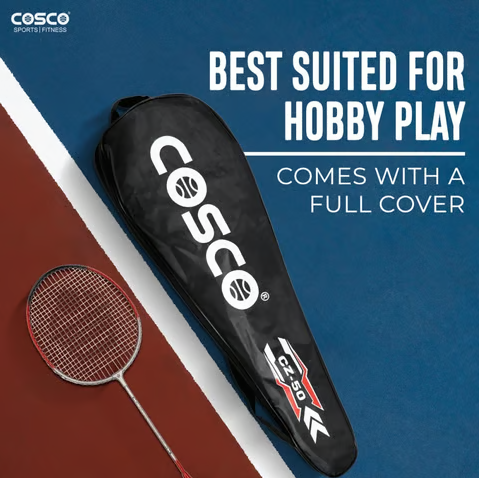 COSCO®
SPORTS | FITNESS
BEST SUITED FOR
HOBBY PLAY
COMES WITH A
FULL COVER
COSCO®
CZ-50